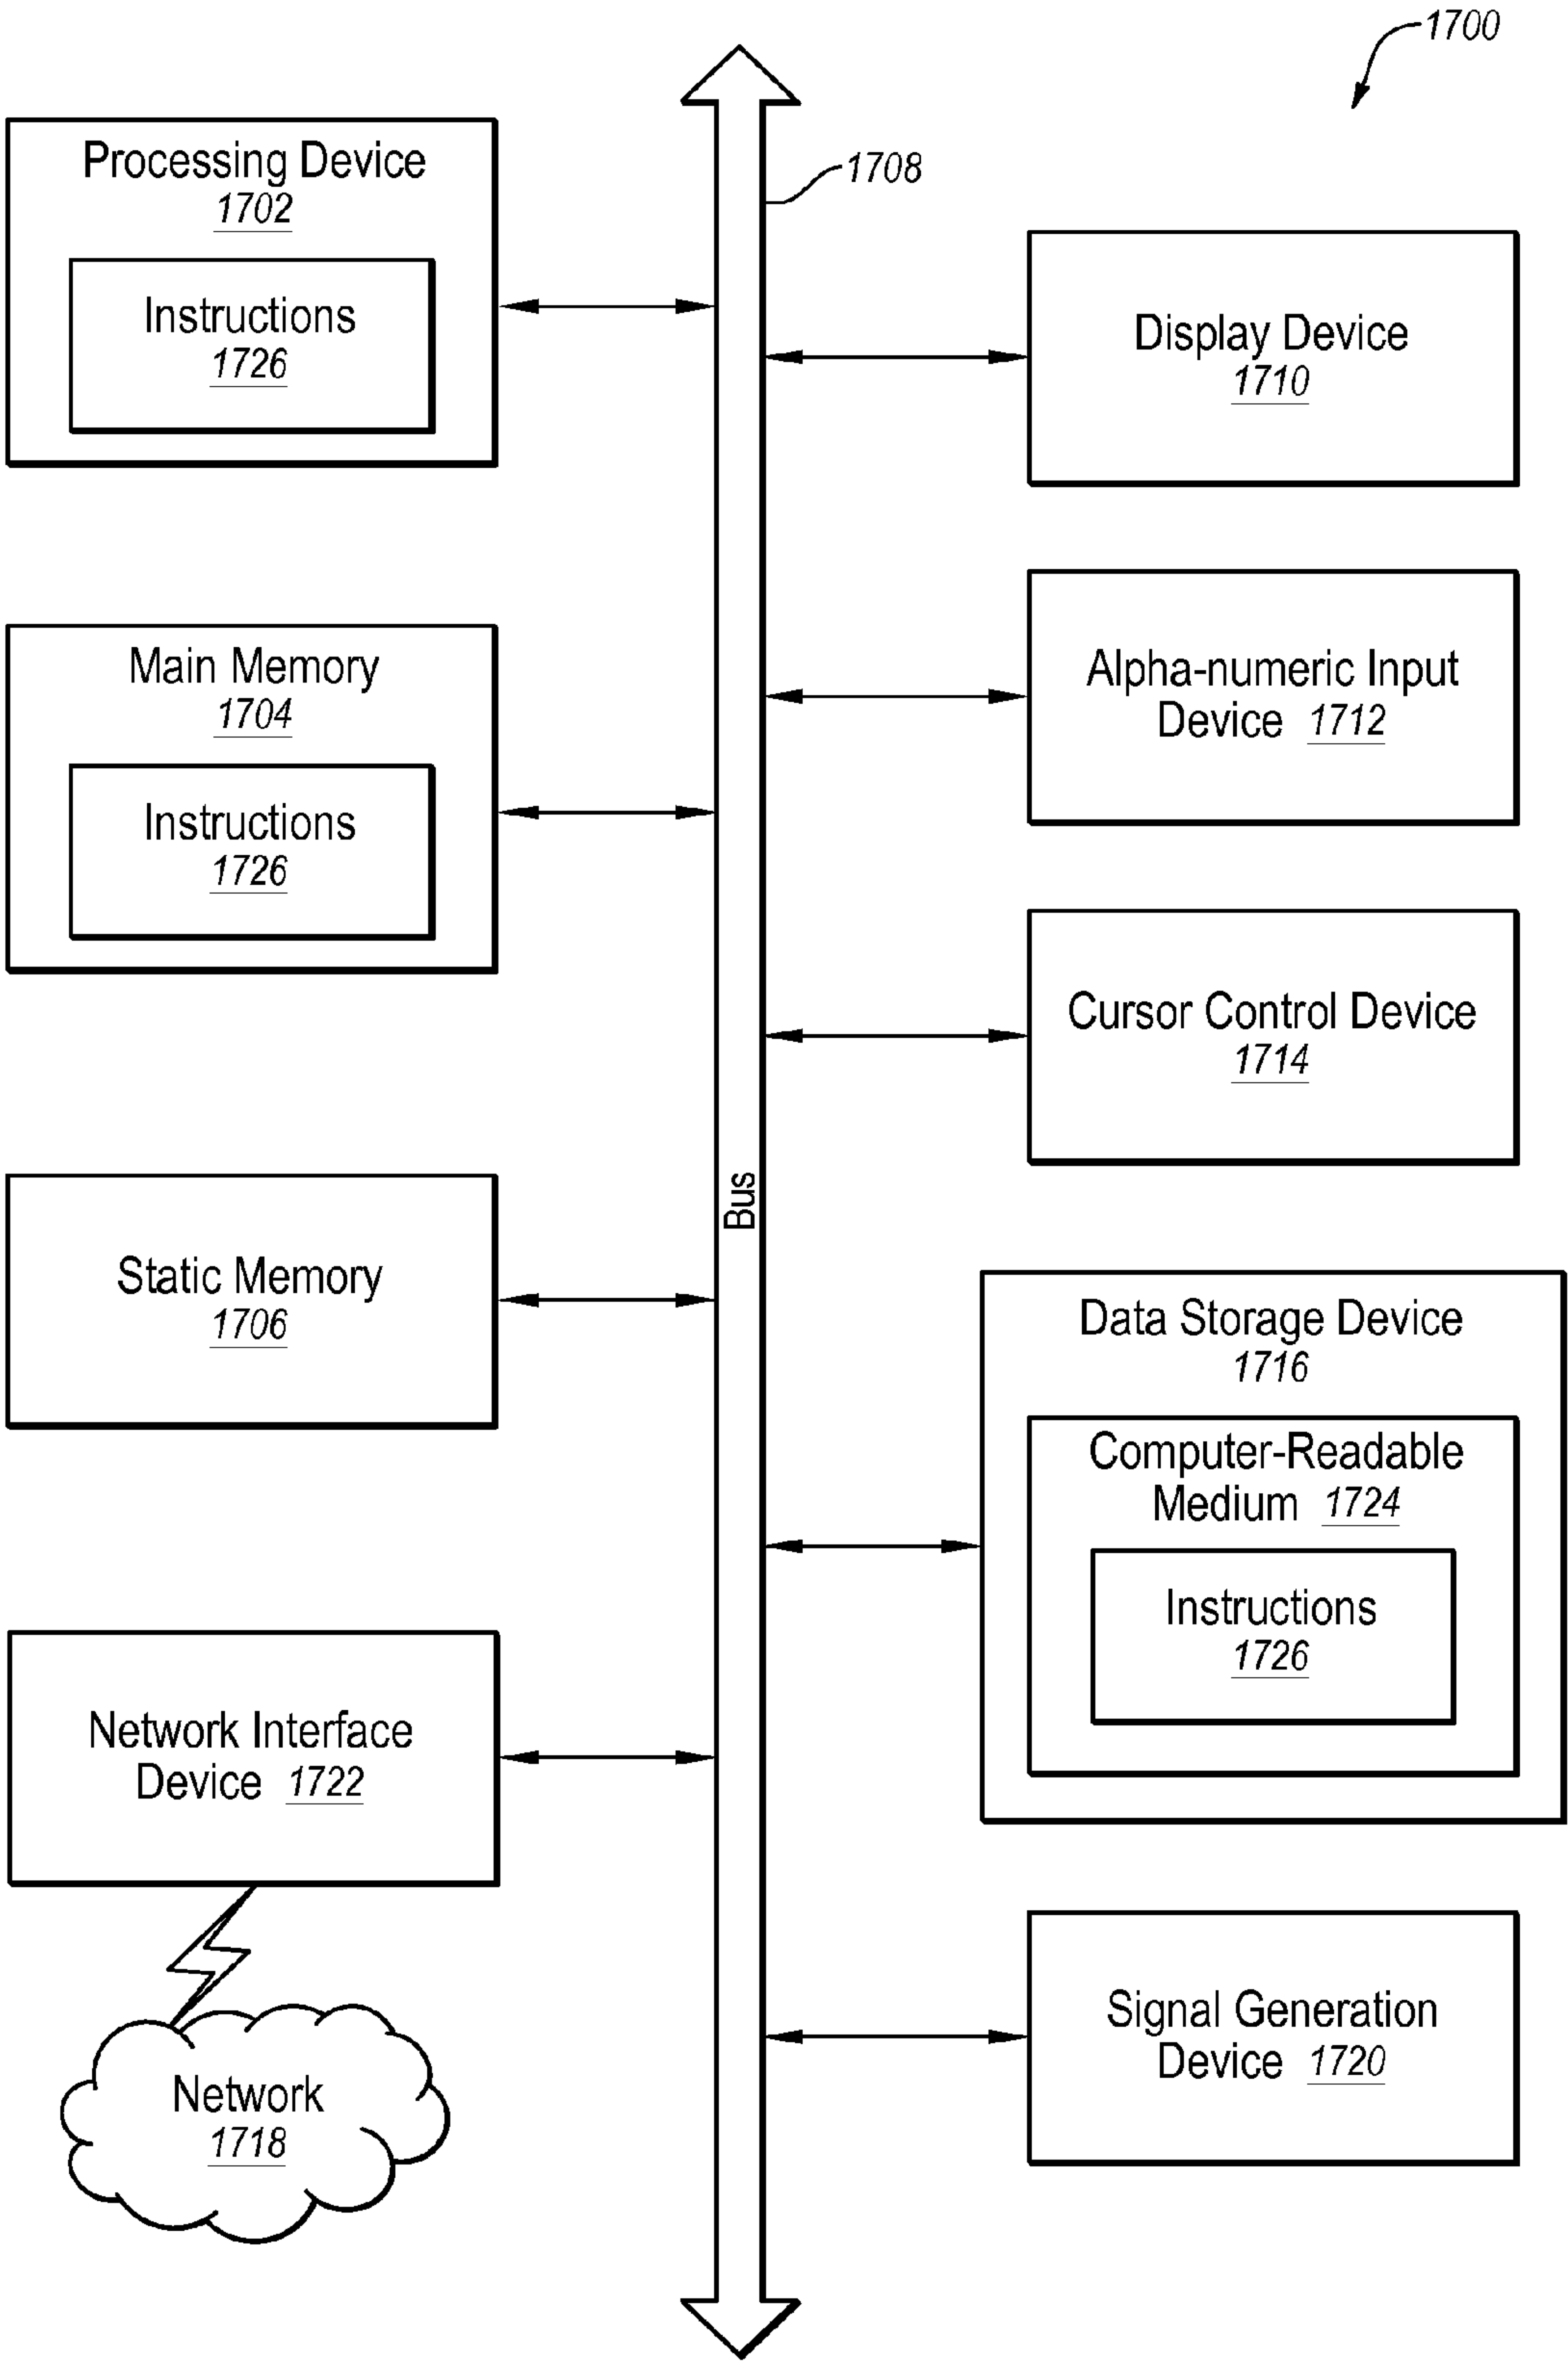 1700
1708
Processing Device
1702
Instructions
1726
Main Memory
1704
Instructions
1726
Static Memory
1706
Network Interface
Device 1722
Network
1718
Bus
Display Device
1710
Alpha-numeric Input
Device 1712
Cursor Control Device
1714
Data Storage Device
1716
Computer-Readable
Medium 1724
Instructions
1726
Signal Generation
Device 1720